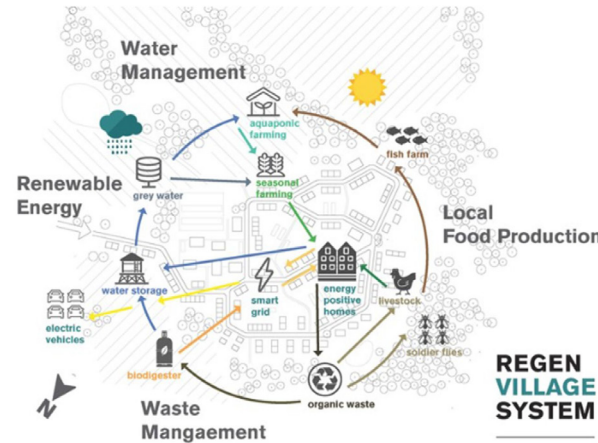 Water
Management
aquaponic
farming
fish farm
seasonal
farming
grey water
Renewable
Energy
Local
Food Production
water storage
smart
grid
energy
positive
homes
livestock
electric
vehicles
soldier flies
biodigester
organic waste
N
Waste
Mangaement
REGEN
VILLAGE
SYSTEM